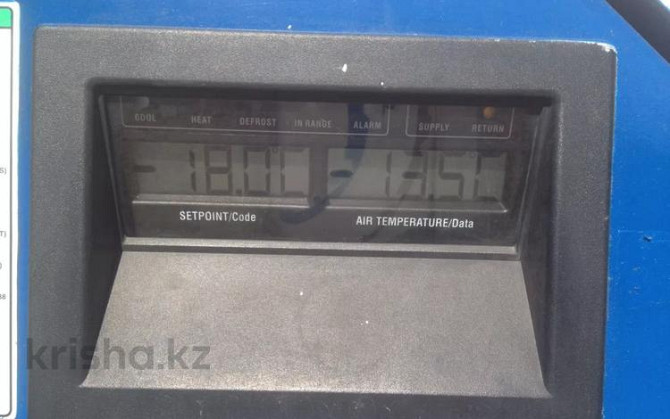 COOL HEAT DEFROST IN RANGE ALARM SUPPLY RETURN
-18.0C -17.5C
SETPOINT/Code AIR TEMPERATURE/Data
krisha.kz